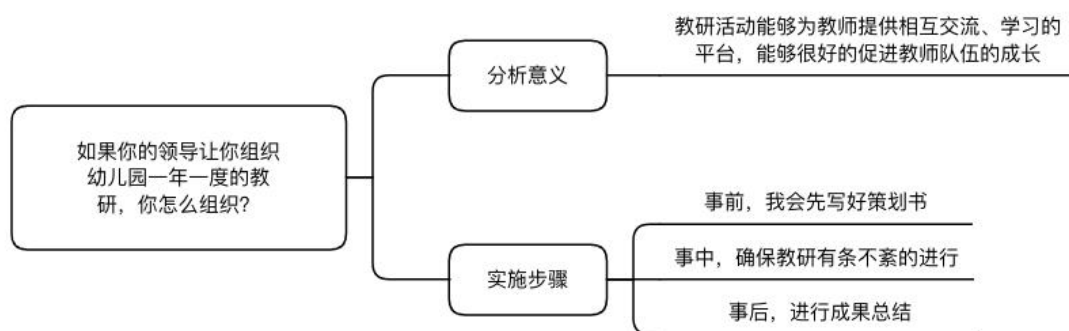 如果你的领导让你组织
幼儿园一年一度的教
研，你怎么组织？
分析意义
教研活动能够为教师提供相互交流、学习的
平台，能够很好的促进教师队伍的成长
实施步骤
事前，我会先写好策划书
事中，确保教研有条不紊的进行
事后，进行成果总结